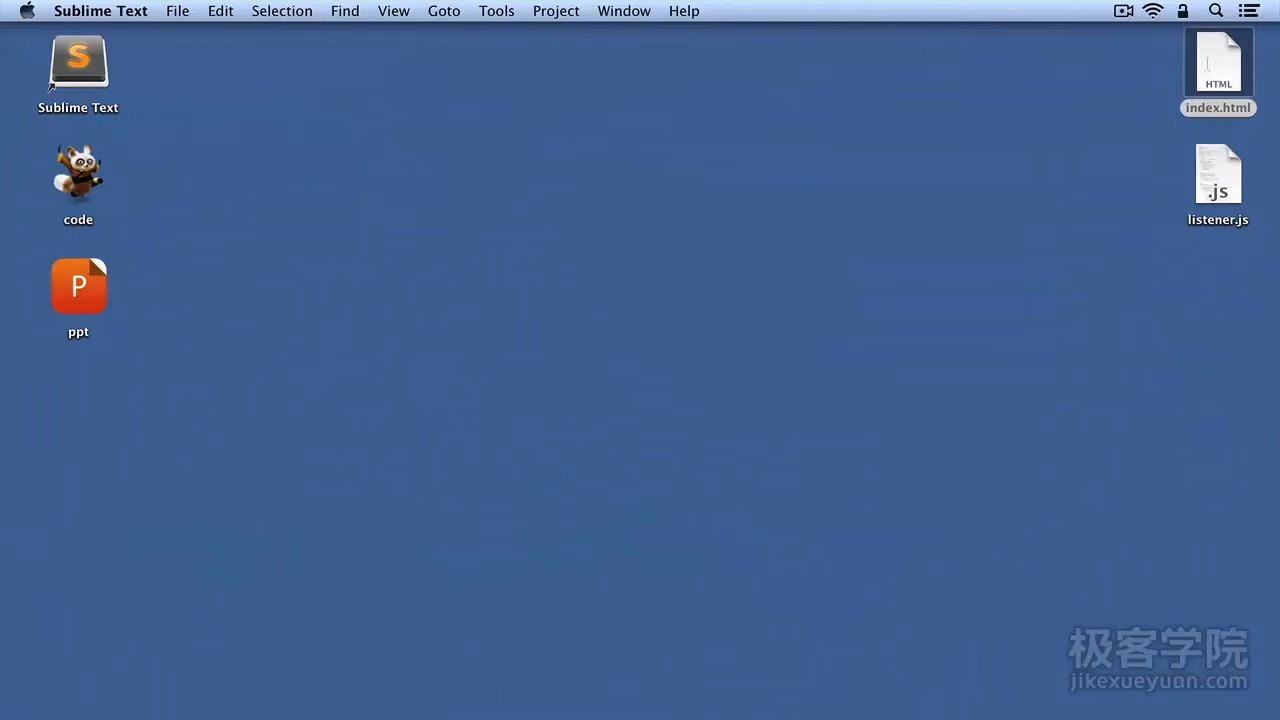 Sublime Text File Edit Selection Find View Goto Tools Project Window Help
S
Sublime Text
HTML
index.html
code
.js
listener.js
P
ppt
极客学院
jikexueyuan.com